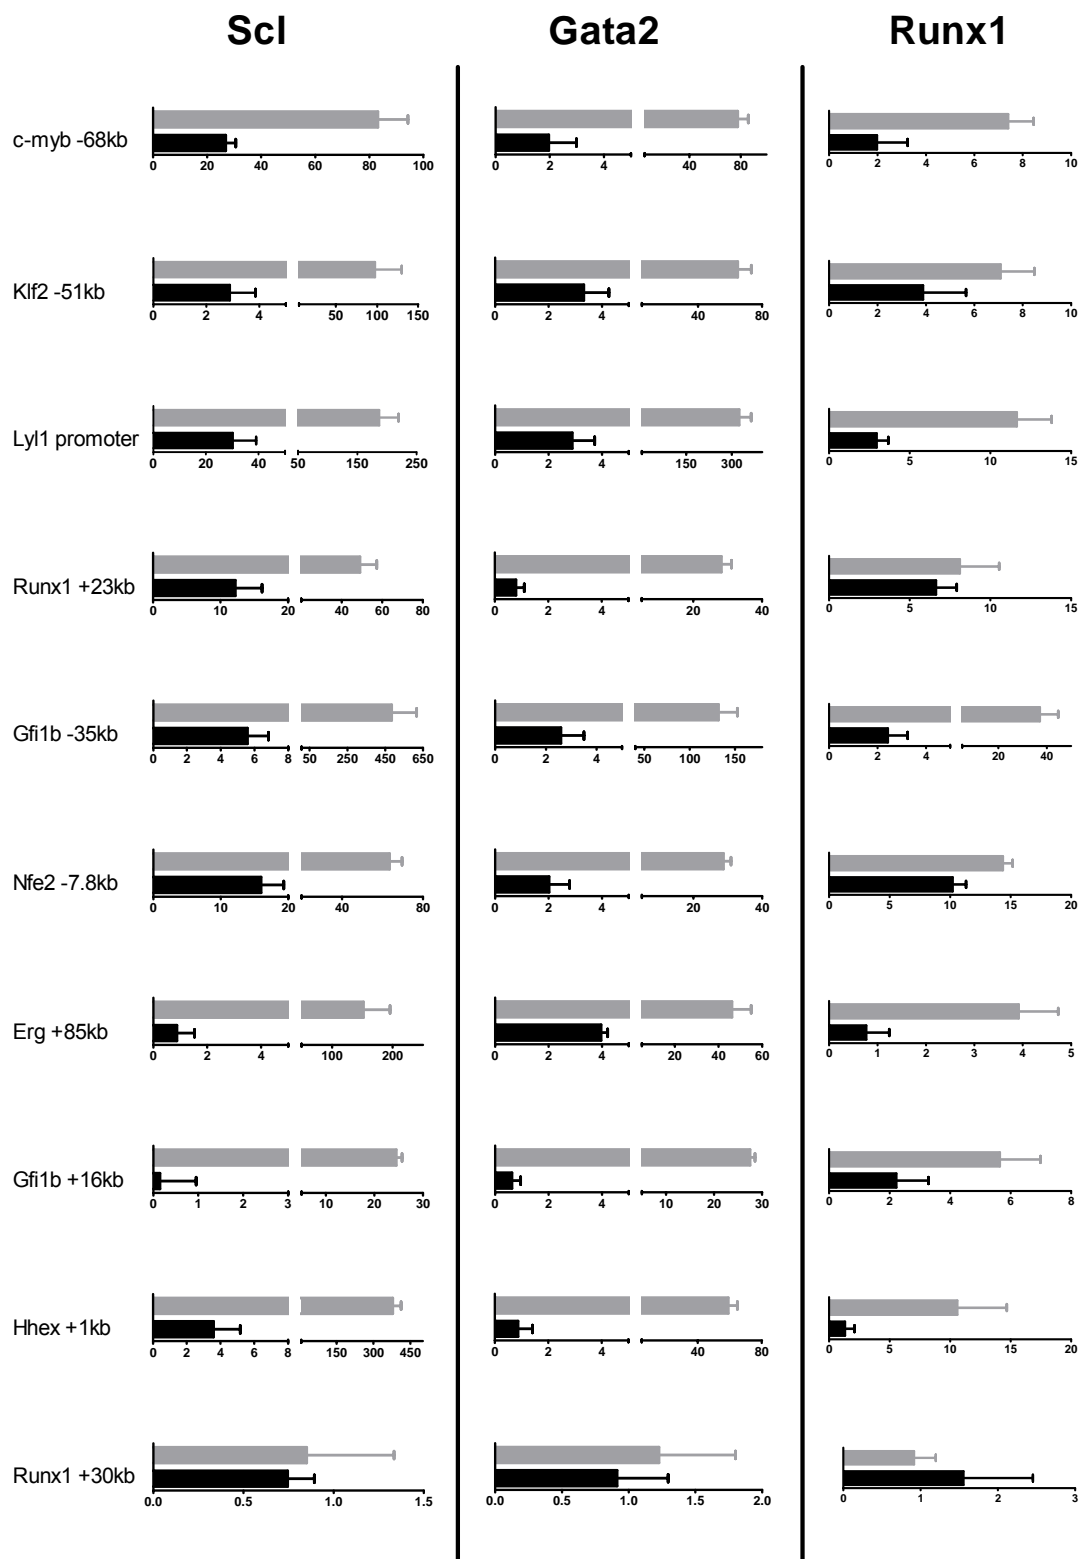 Scl Gata2 Runx1
c-myb -68kb
0 20 40 60 80 100 0 2 4 40 80 0 2 4 6 8 10
Klf2 -51kb
0 2 4 50 100 150 0 2 4 40 80 0 2 4 6 8 10
Lyl1 promoter
0 20 40 50 150 250 0 2 4 150 300 0 5 10 15
Runx1 +23kb
0 10 20 40 60 80 0 2 4 20 40 0 5 10 15
Gfi1b -35kb
0 2 4 6 8 50 250 450 650 0 2 4 50 100 150 0 2 4 20 40
Nfe2 -7.8kb
0 10 20 40 80 0 2 4 20 40 0 5 10 15 20
Erg +85kb
0 2 4 100 200 0 2 4 20 40 60 0 1 2 3 4 5
Gfi1b +16kb
0 1 2 3 10 20 30 0 2 4 10 20 30 0 2 4 6 8
Hhex +1kb
0 2 4 6 8 150 300 450 0 2 4 40 80 0 5 10 15 20
Runx1 +30kb
0.0 0.5 1.0 1.5 0.0 0.5 1.0 1.5 2.0 0 1 2 3